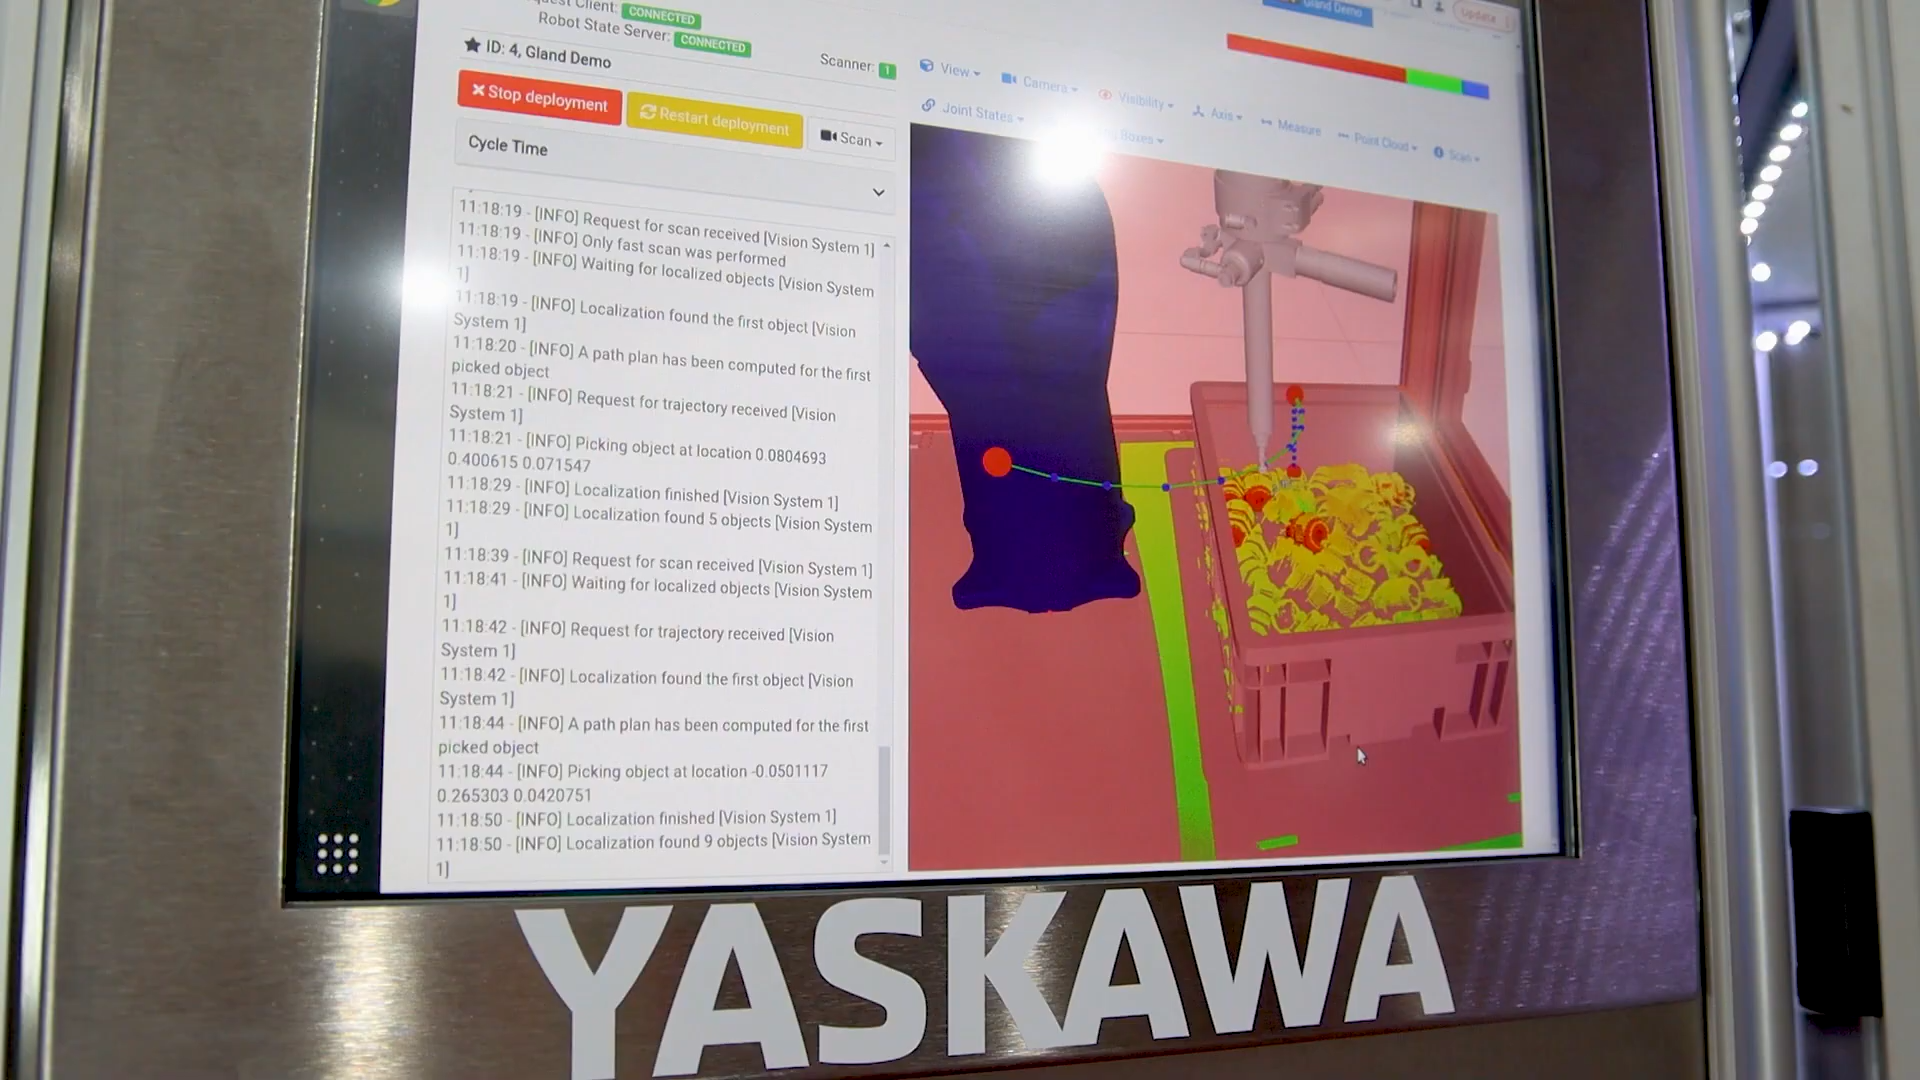 Client:
CONNECTED
Robot State Server: CONNECTED
ID: 4, Gland Demo
Scanner: 1
Stop deployment
Restart deployment
Scan
Cycle Time
11:18:19 - [INFO] Request for scan received [Vision System 1]
11:18:19 - [INFO] Only fast scan was performed
11:18:19 - [INFO] Waiting for localized objects [Vision System
1]
11:18:19 - [INFO] Localization found the first object [Vision
System 1]
11:18:20 - [INFO] A path plan has been computed for the first
picked object
11:18:21 - [INFO] Request for trajectory received [Vision
System 1]
11:18:21 - [INFO] Picking object at location 0.0804693
0.400615 0.071547
11:18:29 - [INFO] Localization finished [Vision System 1]
11:18:29 - [INFO] Localization found 5 objects [Vision System
1]
11:18:39 - [INFO] Request for scan received [Vision System 1]
11:18:41 - [INFO] Waiting for localized objects [Vision System
1]
11:18:42 - [INFO] Request for trajectory received [Vision
System 1]
11:18:42 - [INFO] Localization found the first object [Vision
System 1]
11:18:44 - [INFO] A path plan has been computed for the first
picked object
11:18:44 - [INFO] Picking object at location -0.0501117
0.265303 0.0420751
11:18:50 - [INFO] Localization finished [Vision System 1]
11:18:50 - [INFO] Localization found 9 objects [Vision System
1]
Gland Demo
Update
View
Camera
Visibility
Axis
Measure
Point Cloud
Scan
Joint States
Boxes
YASKAWA